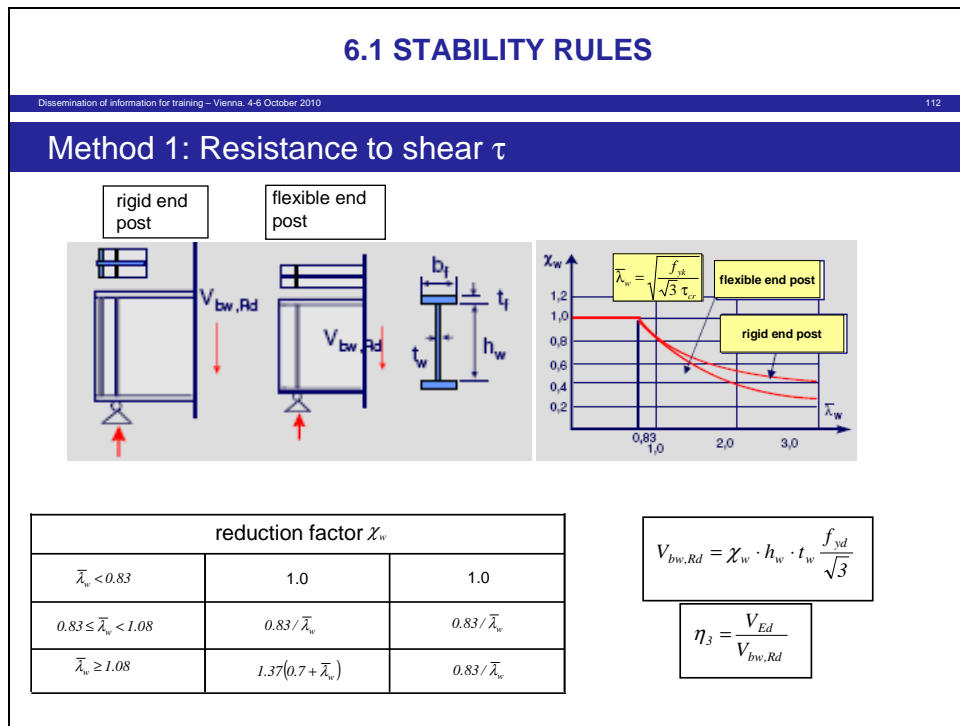 6.1 STABILITY RULES
Dissemination of information for training – Vienna. 4-6 October 2010 112
Method 1: Resistance to shear τ
rigid end
post
flexible end
post
V_bw,Rd
V_bw,Rd
b_f
t_f
t_w
h_w
χ_w
λ̅_w = √(f_yk / (√3 τ_cr))
flexible end post
rigid end post
1,2
1,0
0,8
0,6
0,4
0,2
λ̅_w
0,83
1,0
2,0
3,0
reduction factor χ_w
λ̅_w < 0.83 1.0 1.0
0.83 ≤ λ̅_w < 1.08 0.83 / λ̅_w 0.83 / λ̅_w
λ̅_w ≥ 1.08 1.37(0.7 + λ̅_w) 0.83 / λ̅_w
V_bw,Rd = χ_w · h_w · t_w f_yd / √3
η_3 = V_Ed / V_bw,Rd